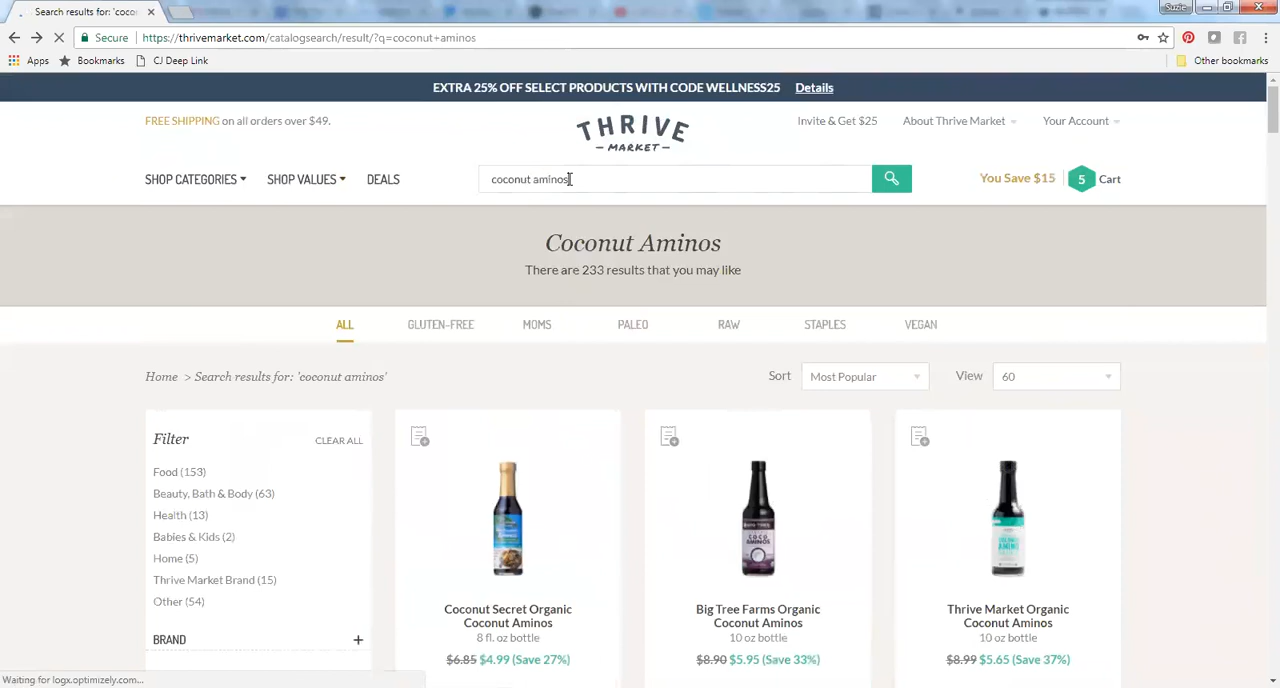 Search results for: 'coco
Suzie
Secure
https://thrivemarket.com/catalogsearch/result/?q=coconut+aminos
Apps
Bookmarks
CJ Deep Link
Other bookmarks
EXTRA 25% OFF SELECT PRODUCTS WITH CODE WELLNESS25 Details
FREE SHIPPING on all orders over $49.
THRIVE
MARKET
Invite & Get $25
About Thrive Market
Your Account
SHOP CATEGORIES
SHOP VALUES
DEALS
coconut aminos
You Save $15
5
Cart
Coconut Aminos
There are 233 results that you may like
ALL
GLUTEN-FREE
MOMS
PALEO
RAW
STAPLES
VEGAN
Home > Search results for: 'coconut aminos'
Sort
Most Popular
View
60
Filter
CLEAR ALL
Food (153)
Beauty, Bath & Body (63)
Health (13)
Babies & Kids (2)
Home (5)
Thrive Market Brand (15)
Other (54)
BRAND +
Coconut Secret Organic
Coconut Aminos
8 fl. oz bottle
$6.85 $4.99 (Save 27%)
COCO
AMINOS
Big Tree Farms Organic
Coconut Aminos
10 oz bottle
$8.90 $5.95 (Save 33%)
Thrive Market Organic
Coconut Aminos
10 oz bottle
$8.99 $5.65 (Save 37%)
Waiting for logx.optimizely.com...